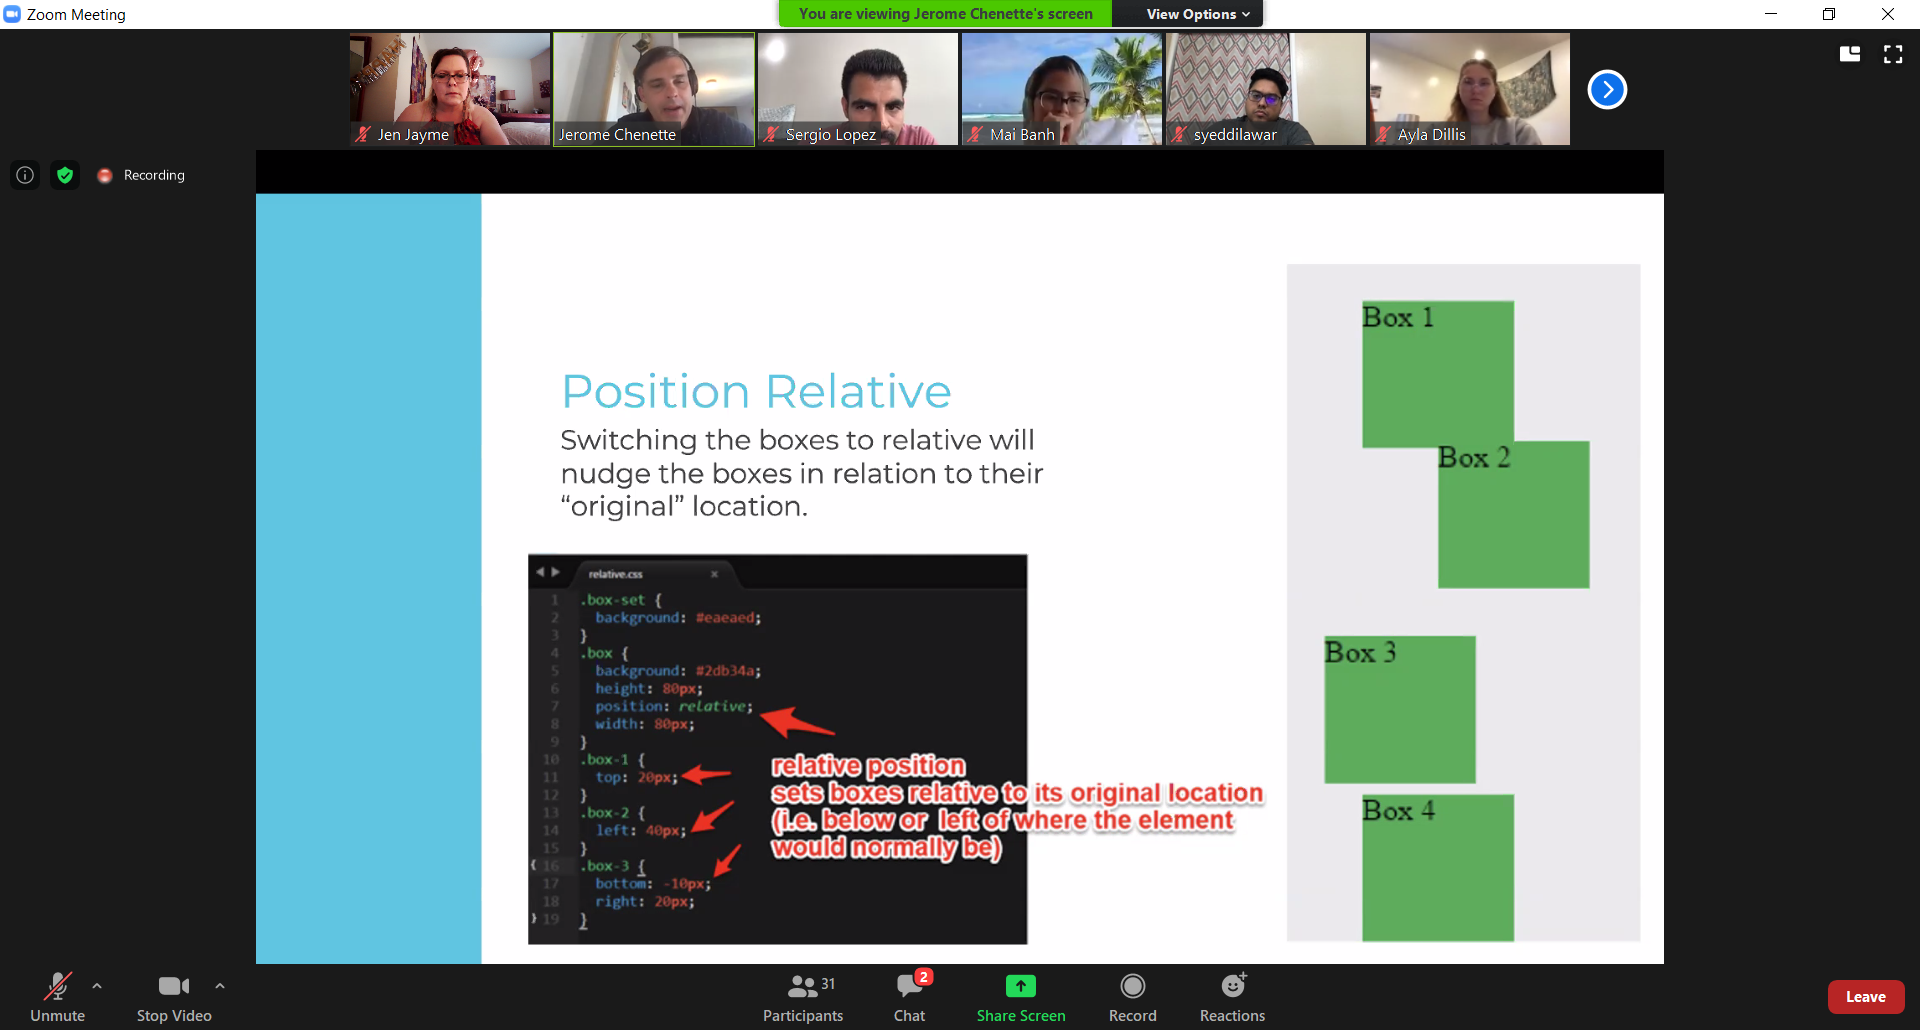 Zoom Meeting
You are viewing Jerome Chenette's screen
View Options
Jen Jayme
Jerome Chenette
Sergio Lopez
Mai Banh
syeddilawar
Ayla Dillis
Recording
Position Relative
Switching the boxes to relative will
nudge the boxes in relation to their
“original” location.
relative.css
1 .box-set {
2 background: #eaeaed;
3 }
4 .box {
5 background: #2db34a;
6 height: 80px;
7 position: relative;
8 width: 80px;
9 }
10 .box-1 {
11 top: 20px;
12 }
13 .box-2 {
14 left: 40px;
15 }
16 .box-3 {
17 bottom: -10px;
18 right: 20px;
19 }
relative position
sets boxes relative to its original location
(i.e. below or left of where the element
would normally be)
Box 1
Box 2
Box 3
Box 4
Unmute
Stop Video
31
Participants
2
Chat
Share Screen
Record
Reactions
Leave